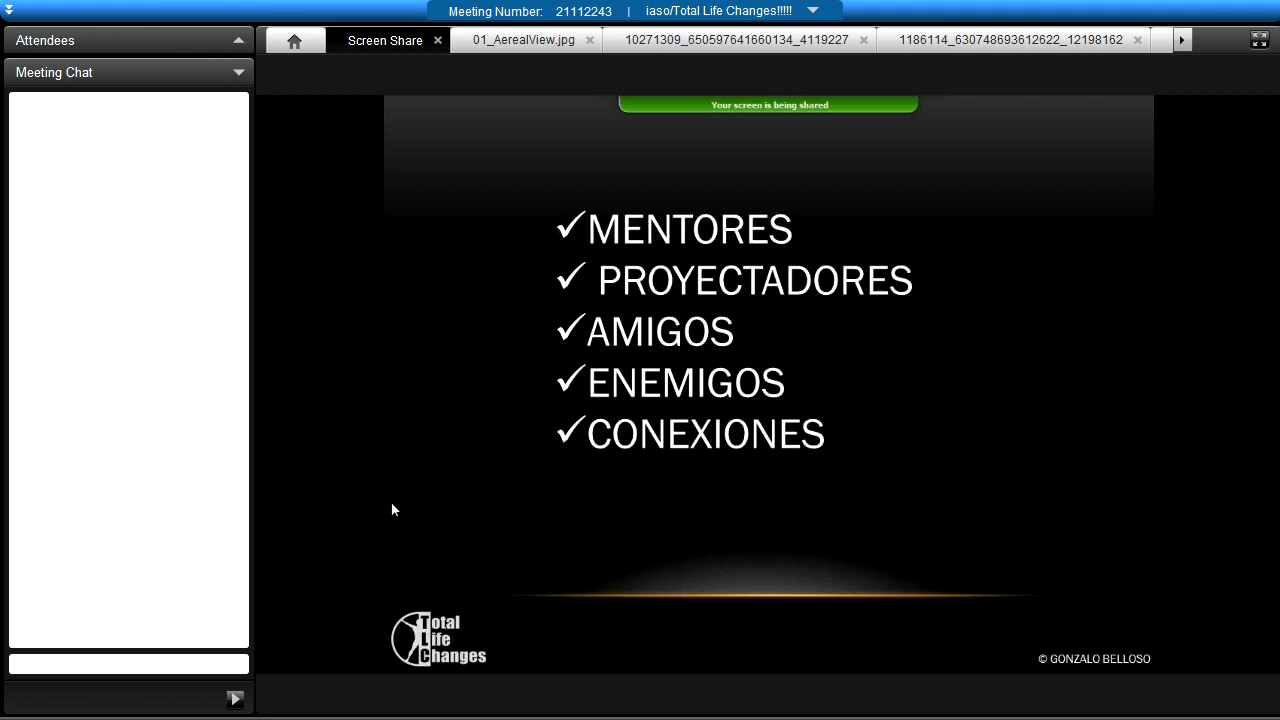 Meeting Number: 21112243 | iaso/Total Life Changes!!!!!
Attendees
Screen Share
01_AerealView.jpg
10271309_650597641660134_4119227
1186114_630748693612622_12198162
Meeting Chat
Your screen is being shared
✓MENTORES
✓ PROYECTADORES
✓AMIGOS
✓ENEMIGOS
✓CONEXIONES
Total
Life
Changes
© GONZALO BELLOSO